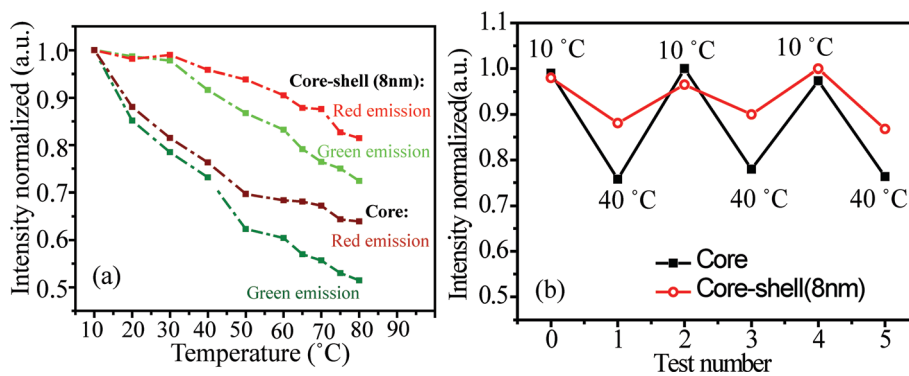 Intensity normalized (a.u.)
1.0
0.9
0.8
0.7
0.6
0.5
Core-shell (8nm):
Red emission
Green emission
Core:
Red emission
Green emission
(a)
10 20 30 40 50 60 70 80 90
Temperature (˚C)
Intensity normalized(a.u.)
1.1
1.0
0.9
0.8
0.7
0.6
0.5
10 ˚C 10 ˚C 10 ˚C
40 ˚C 40 ˚C 40 ˚C
Core
Core-shell(8nm)
(b)
0 1 2 3 4 5
Test number